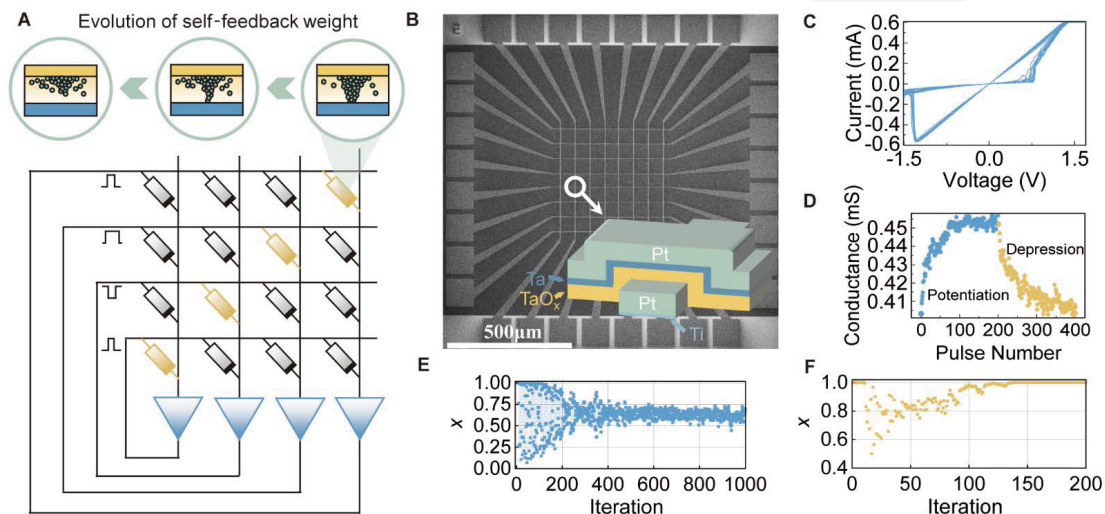 A
Evolution of self-feedback weight
B
Pt
Ta
TaOx
Pt
Ti
500μm
C
Current (mA)
0.6
0.4
0.2
0.0
-0.2
-0.4
-0.6
-1.5
0.0
1.5
Voltage (V)
D
Conductance (mS)
0.45
0.43
0.41
Potentiation
Depression
0
100
200
300
400
Pulse Number
E
x
1.00
0.75
0.50
0.25
0.00
0
200
400
600
800
1000
Iteration
F
x
1.0
0.8
0.6
0.4
0
50
100
150
200
Iteration